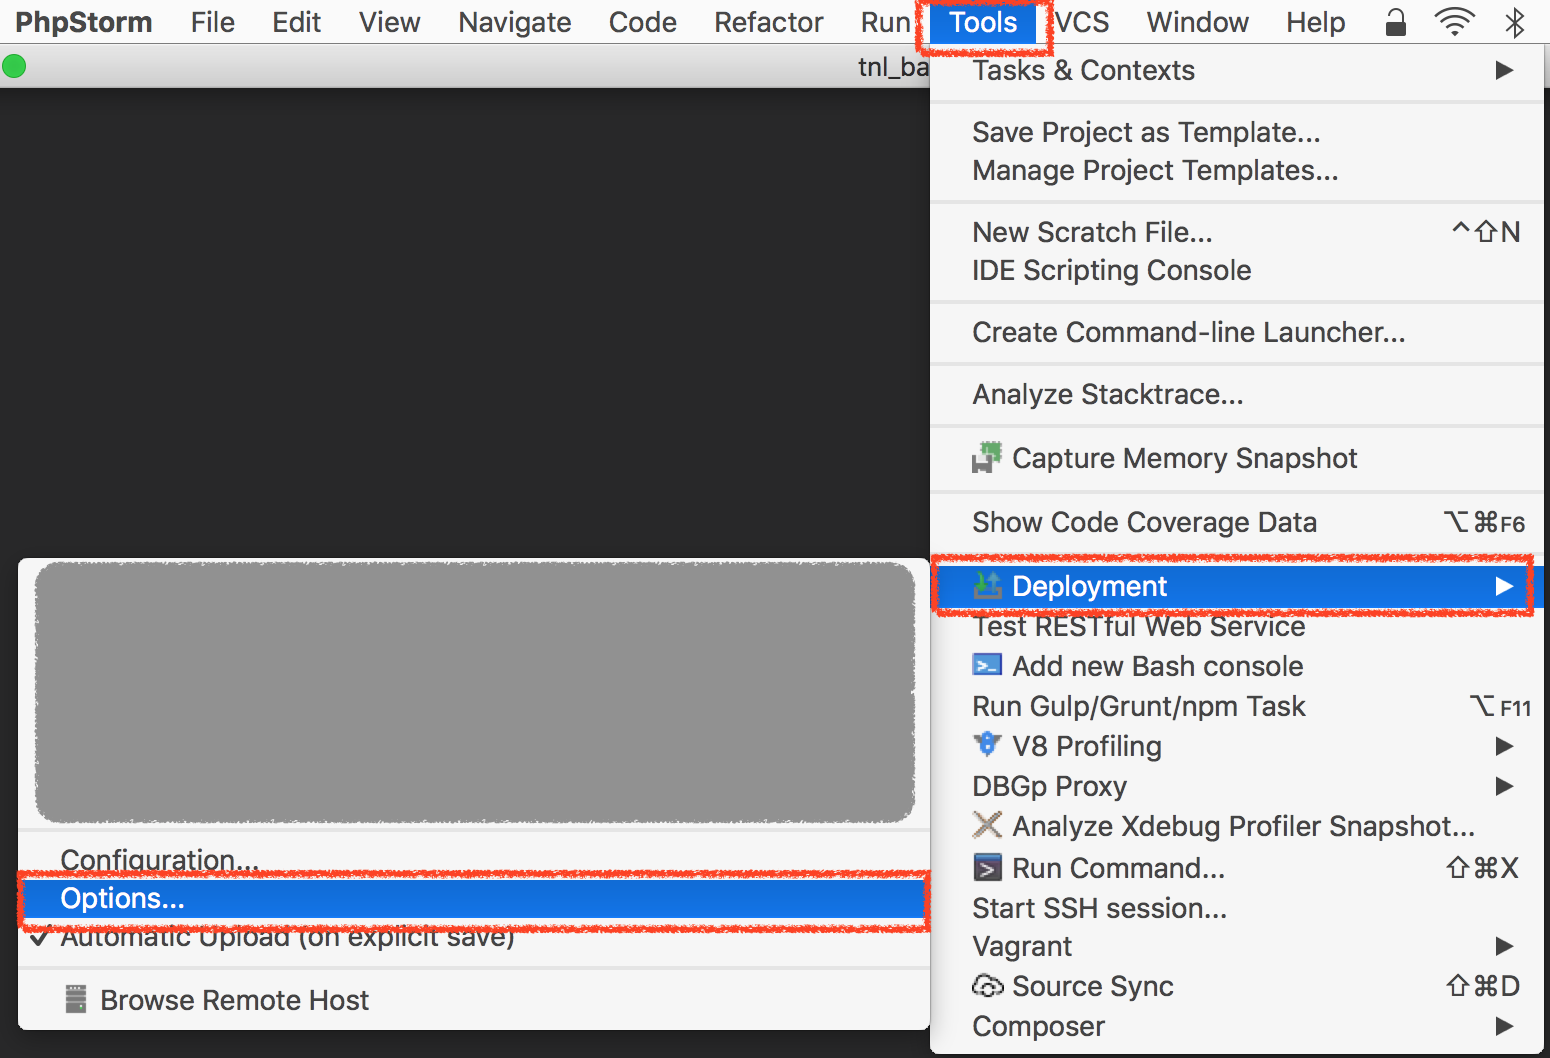 PhpStorm File Edit View Navigate Code Refactor Run Tools VCS Window Help
tnl_ba
Tasks & Contexts
Save Project as Template...
Manage Project Templates...
New Scratch File... ^⇧N
IDE Scripting Console
Create Command-line Launcher...
Analyze Stacktrace...
Capture Memory Snapshot
Show Code Coverage Data ⌥⌘F6
Deployment
Test RESTful Web Service
Add new Bash console
Run Gulp/Grunt/npm Task ⌥F11
V8 Profiling
DBGp Proxy
Analyze Xdebug Profiler Snapshot...
Run Command... ⇧⌘X
Start SSH session...
Vagrant
Source Sync ⇧⌘D
Composer
Configuration...
Options...
✓ Automatic Upload (on explicit save)
Browse Remote Host